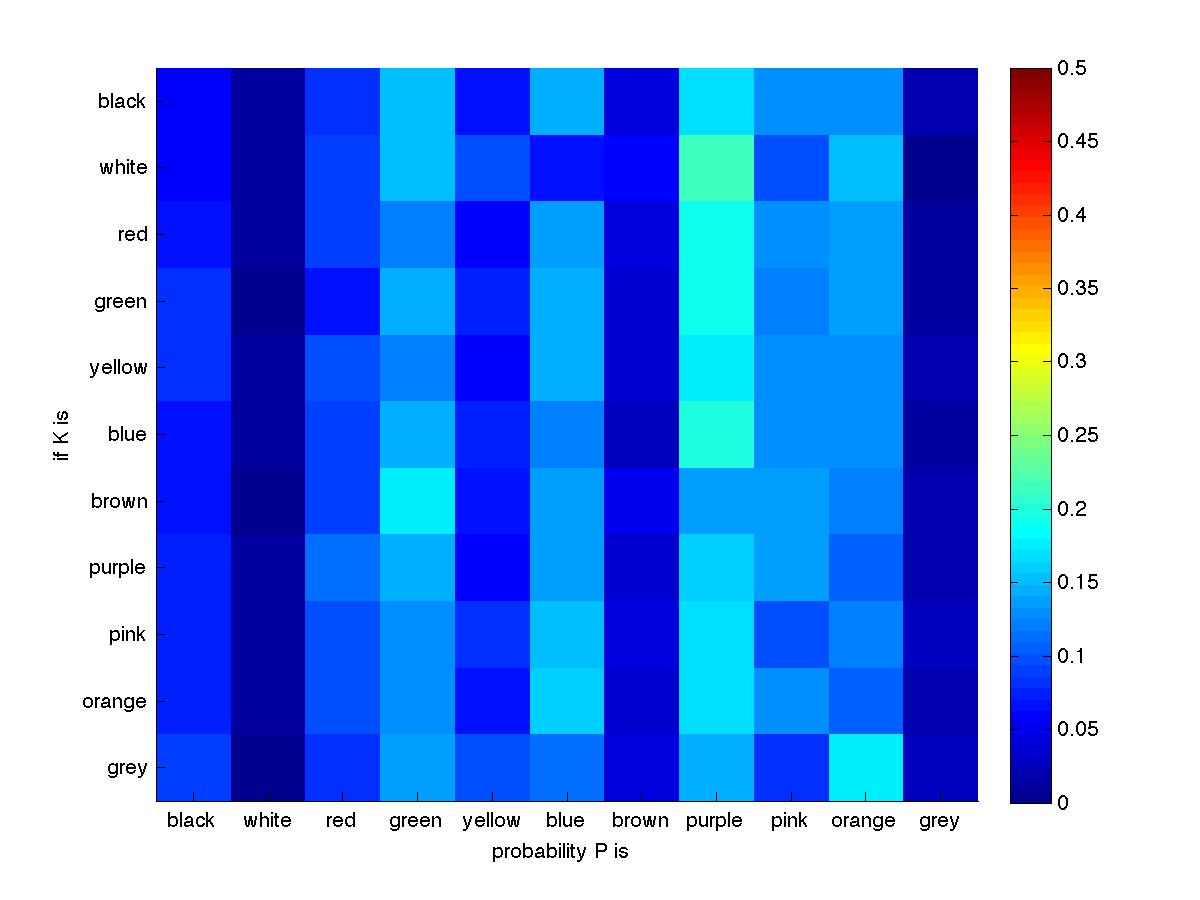 black
white
red
green
yellow
blue
brown
purple
pink
orange
grey
if K is
black white red green yellow blue brown purple pink orange grey
probability P is
0.5
0.45
0.4
0.35
0.3
0.25
0.2
0.15
0.1
0.05
0